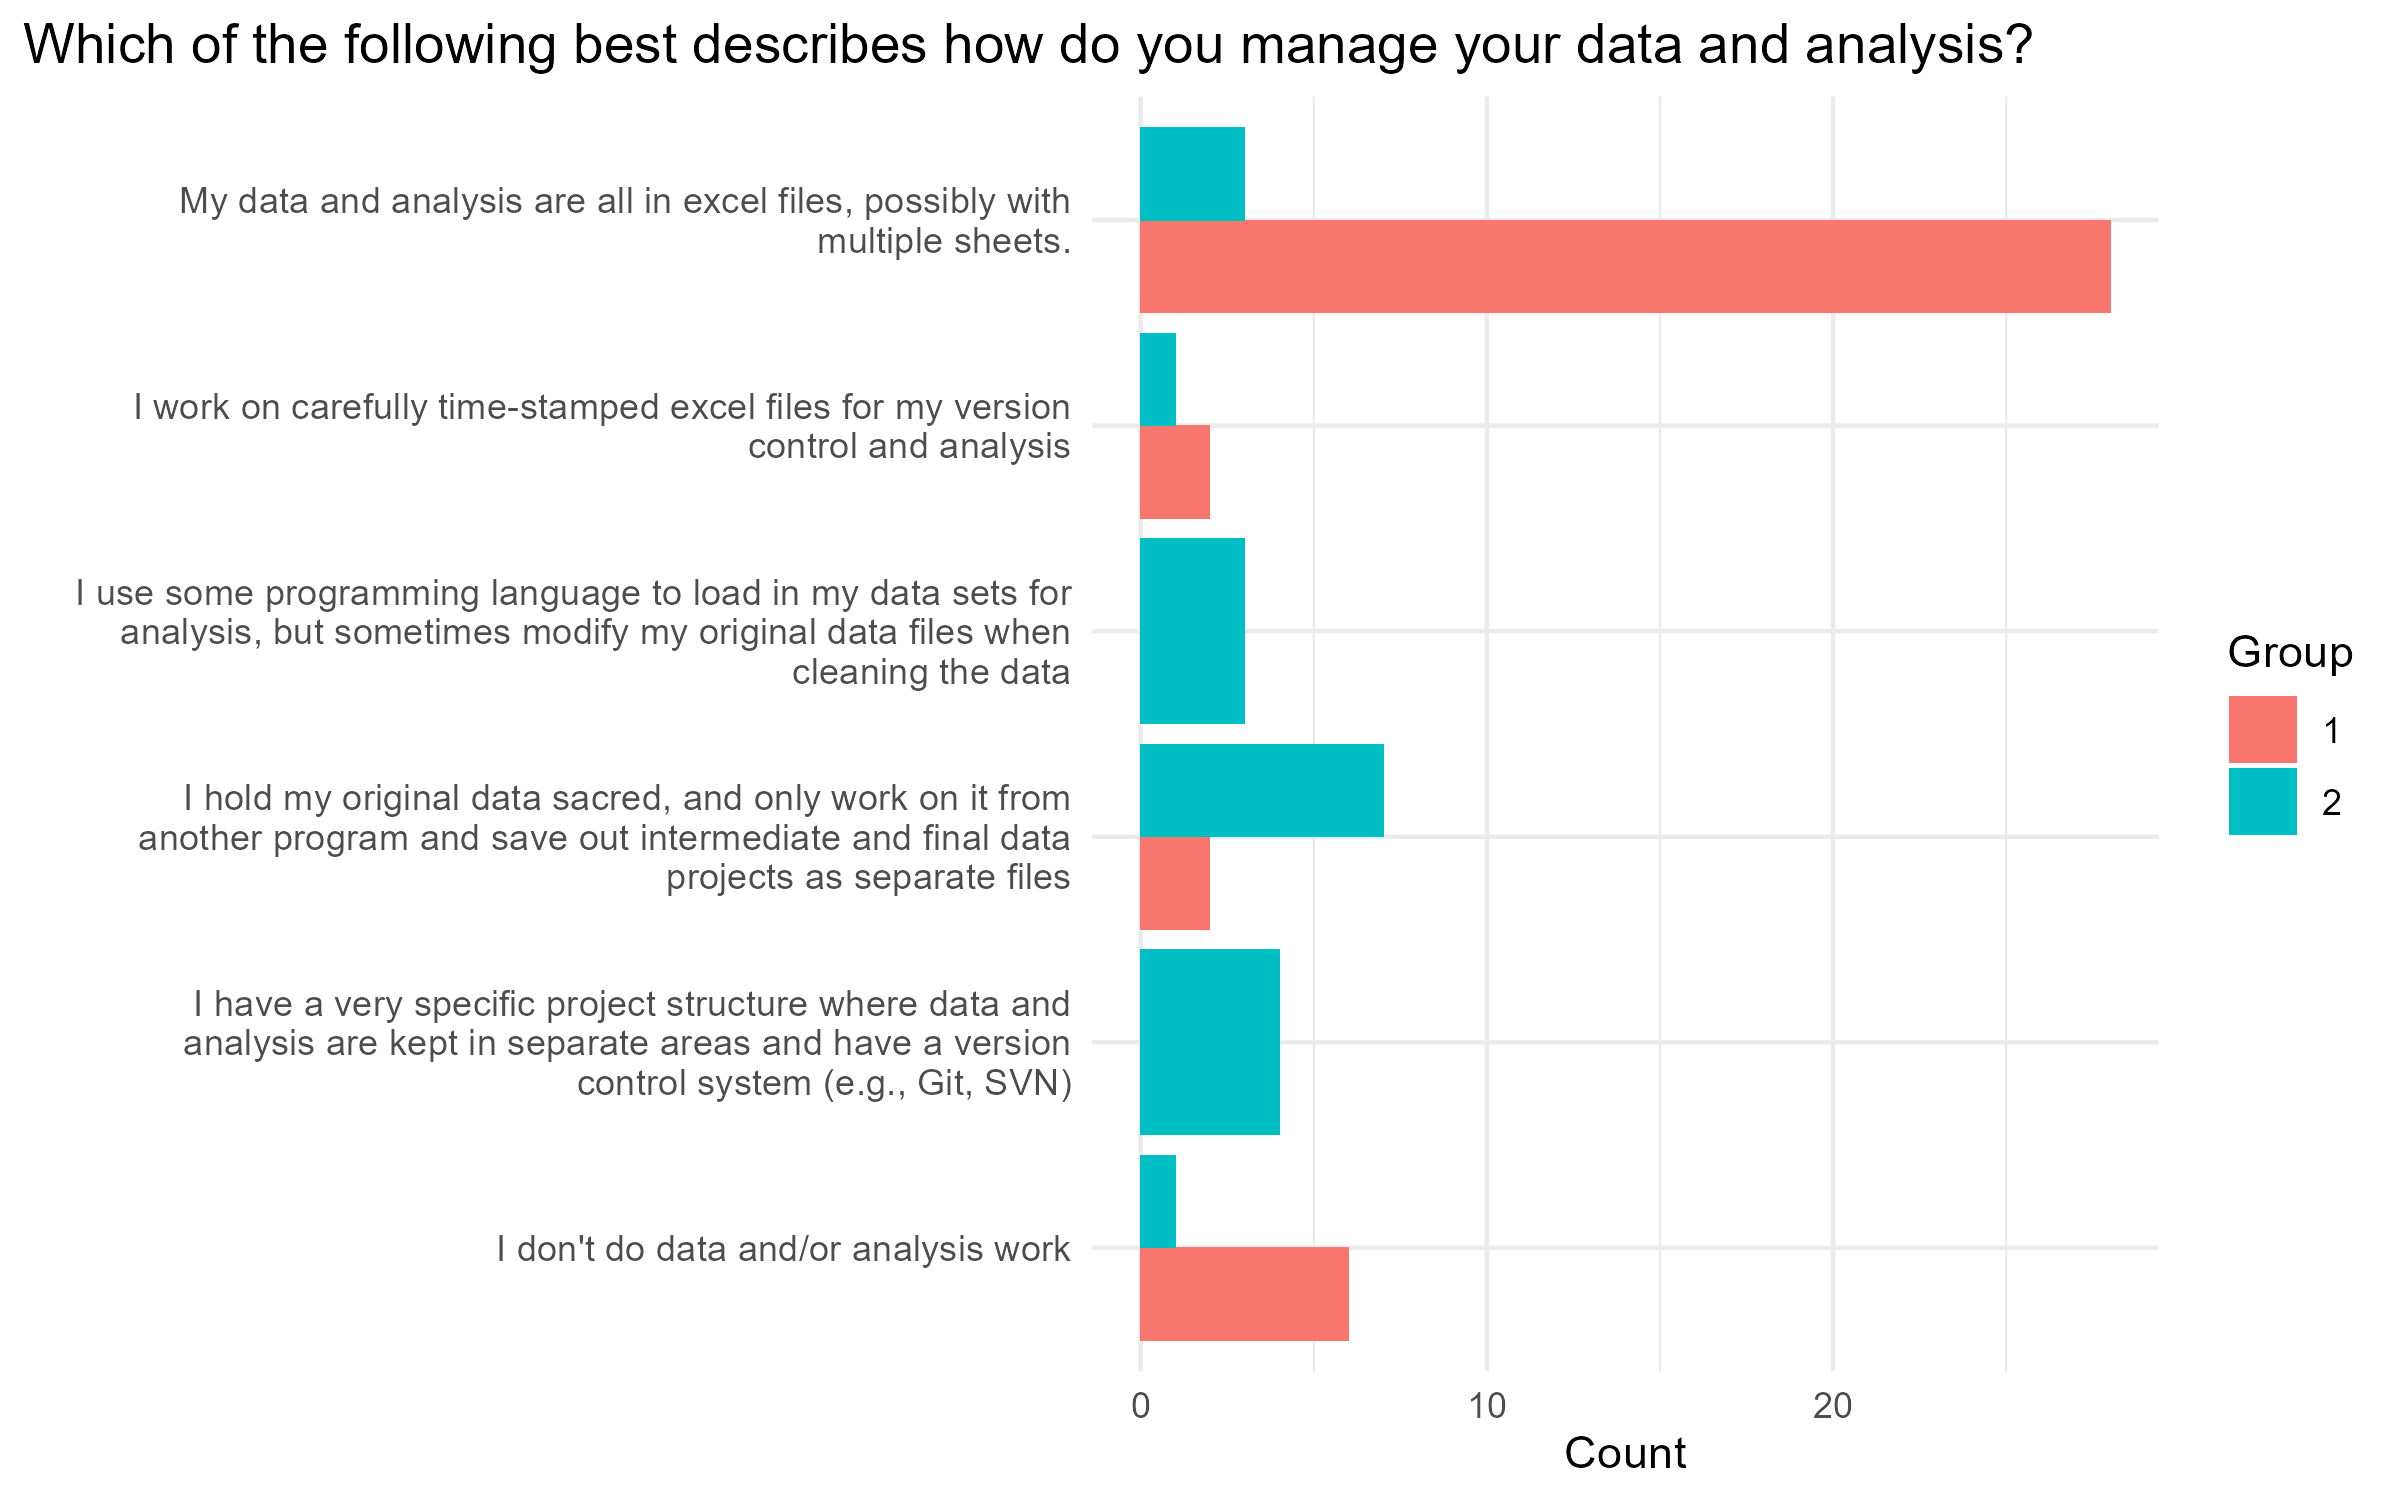 Which of the following best describes how do you manage your data and analysis?
My data and analysis are all in excel files, possibly with
multiple sheets.
I work on carefully time-stamped excel files for my version
control and analysis
I use some programming language to load in my data sets for
analysis, but sometimes modify my original data files when
cleaning the data
I hold my original data sacred, and only work on it from
another program and save out intermediate and final data
projects as separate files
I have a very specific project structure where data and
analysis are kept in separate areas and have a version
control system (e.g., Git, SVN)
I don't do data and/or analysis work
0 10 20
Count
Group
1
2